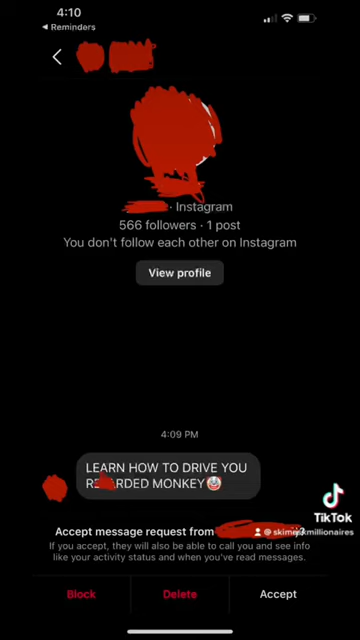 4:10
Reminders
· Instagram
566 followers · 1 post
You don't follow each other on Instagram
View profile
4:09 PM
LEARN HOW TO DRIVE YOU
MONKEY🤡
TikTok
Accept message request from
If you accept, they will also be able to call you and see info
like your activity status and when you've read messages.
Block
Delete
Accept